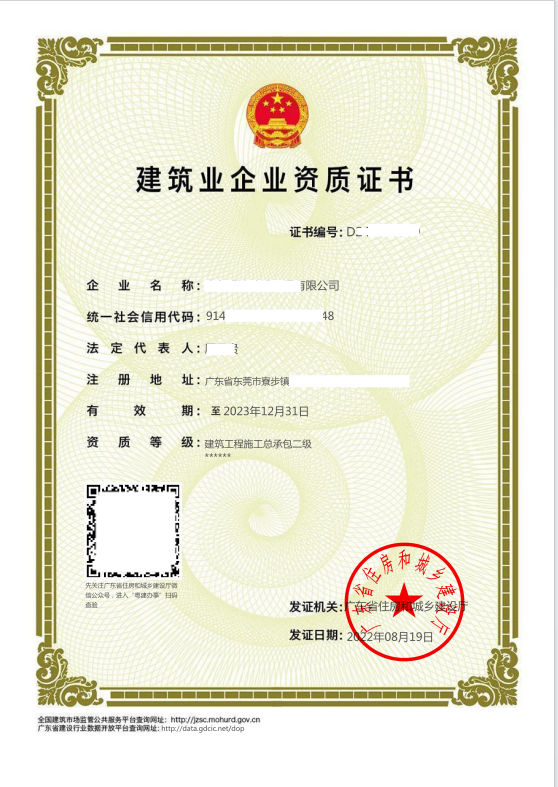 建筑业企业资质证书
证书编号: D
企业名称: 有限公司
统一社会信用代码: 914 48
法定代表人:
注册地址: 广东省东莞市寮步镇
有效期: 至 2023年12月31日
资质等级: 建筑工程施工总承包二级
******
先关注广东省住房和城乡建设厅微
信公众号，进入“粤建办事”扫码
查验
广东省住房和城乡建设厅
发证机关: 广东省住房和城乡建设厅
发证日期: 2022年08月19日
全国建筑市场监管公共服务平台查询网址: http://jzsc.mohurd.gov.cn
广东省建设行业数据开放平台查询网址: http://data.gdcic.net/dop